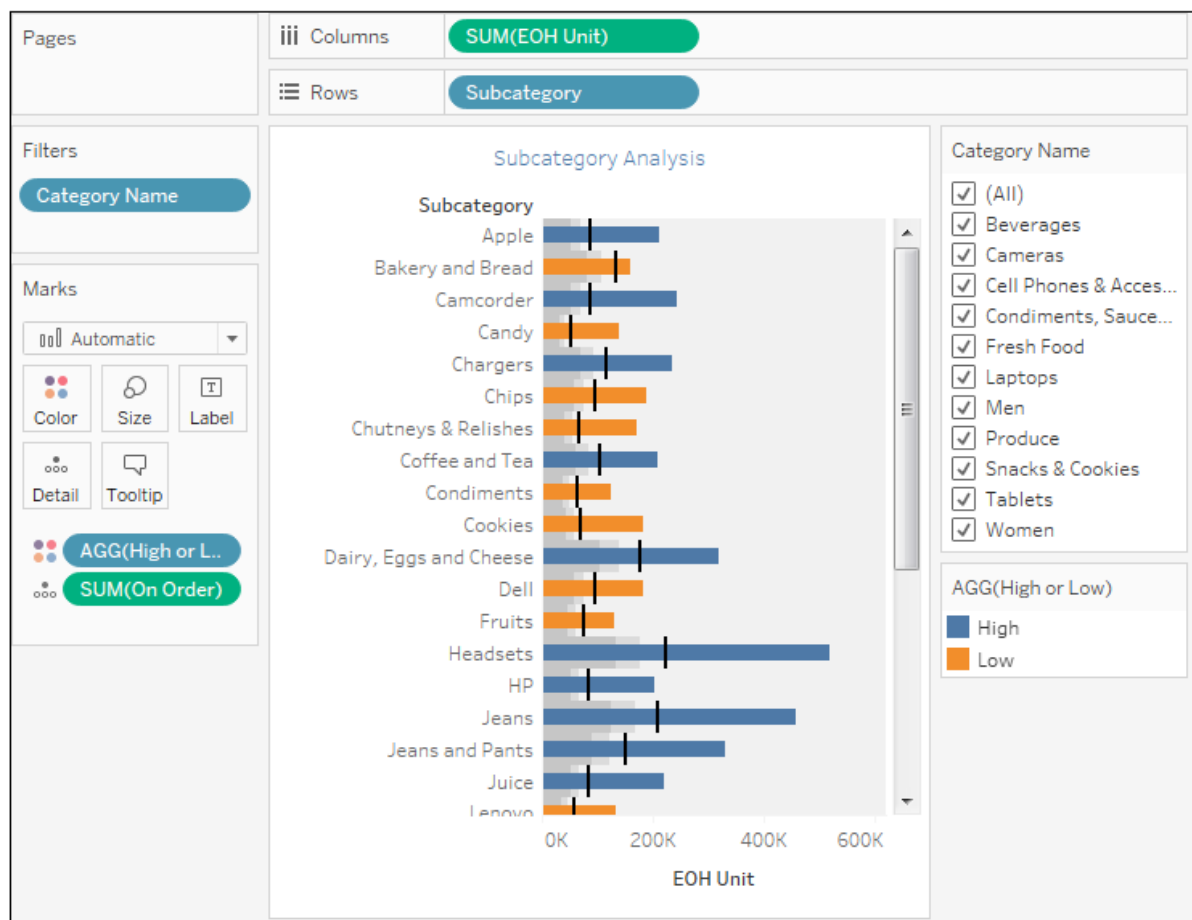 Pages
Columns
SUM(EOH Unit)
Rows
Subcategory
Filters
Category Name
Marks
Automatic
Color
Size
T
Label
Detail
Tooltip
AGG(High or L..
SUM(On Order)
Subcategory Analysis
Subcategory
Apple
Bakery and Bread
Camcorder
Candy
Chargers
Chips
Chutneys & Relishes
Coffee and Tea
Condiments
Cookies
Dairy, Eggs and Cheese
Dell
Fruits
Headsets
HP
Jeans
Jeans and Pants
Juice
Lenovo
0K 200K 400K 600K
EOH Unit
Category Name
(All)
Beverages
Cameras
Cell Phones & Acces...
Condiments, Sauce...
Fresh Food
Laptops
Men
Produce
Snacks & Cookies
Tablets
Women
AGG(High or Low)
High
Low